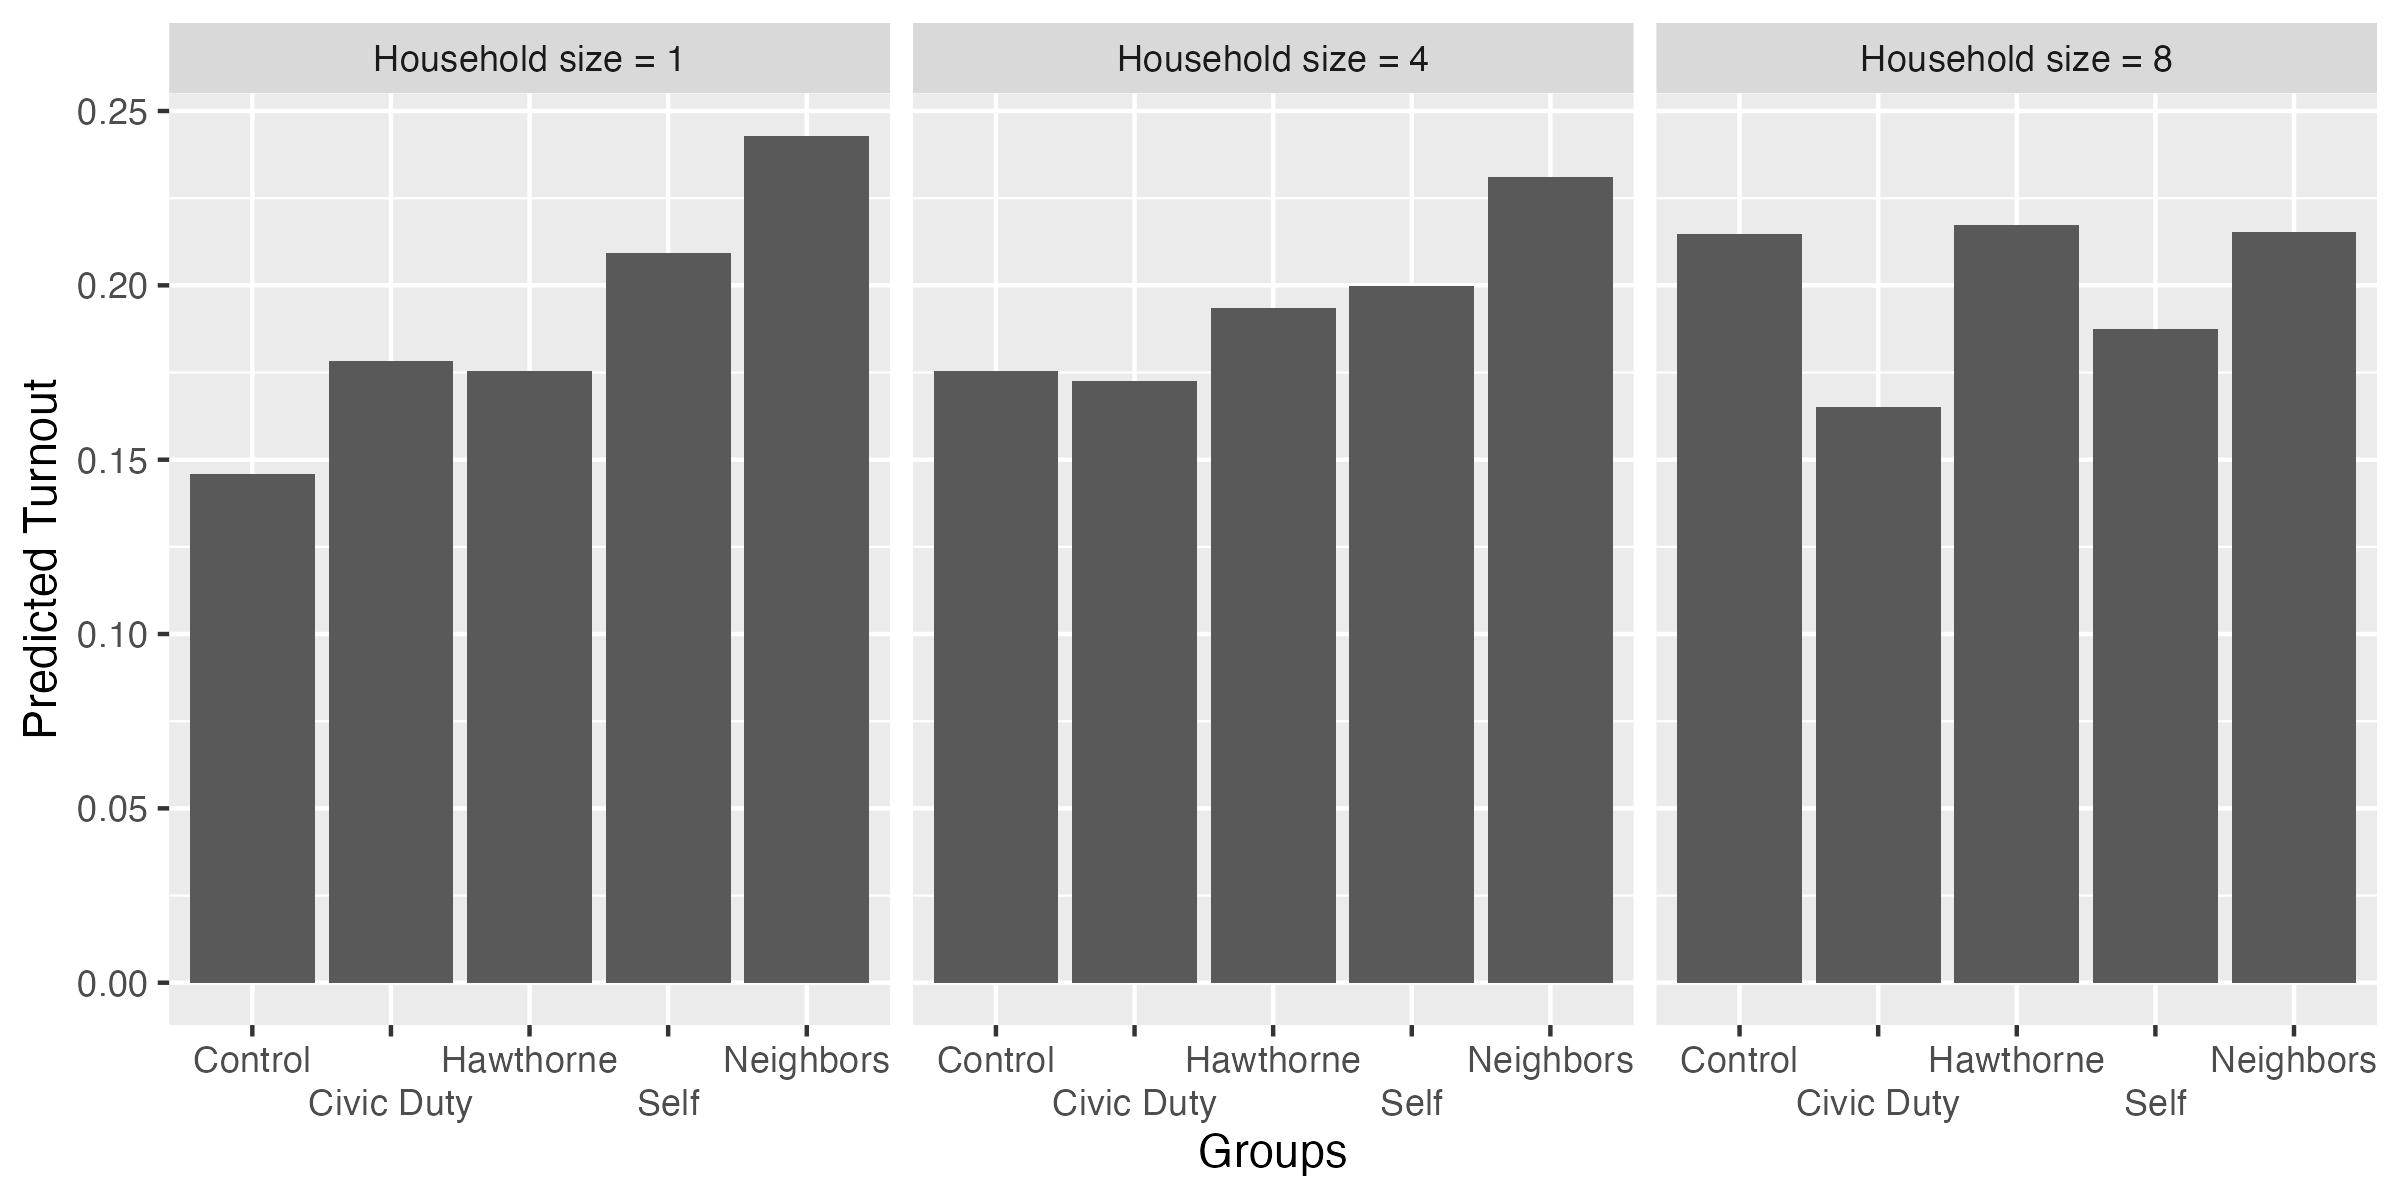 Household size = 1
Household size = 4
Household size = 8
Predicted Turnout
0.25
0.20
0.15
0.10
0.05
0.00
Control
Civic Duty
Hawthorne
Self
Neighbors
Control
Civic Duty
Hawthorne
Self
Neighbors
Control
Civic Duty
Hawthorne
Self
Neighbors
Groups